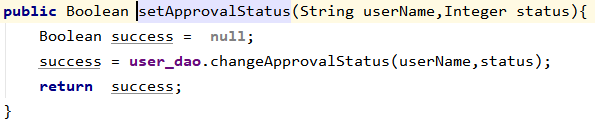 public Boolean setApprovalStatus(String userName,Integer status){
    Boolean success =  null;
    success = user_dao.changeApprovalStatus(userName,status);
    return  success;
}